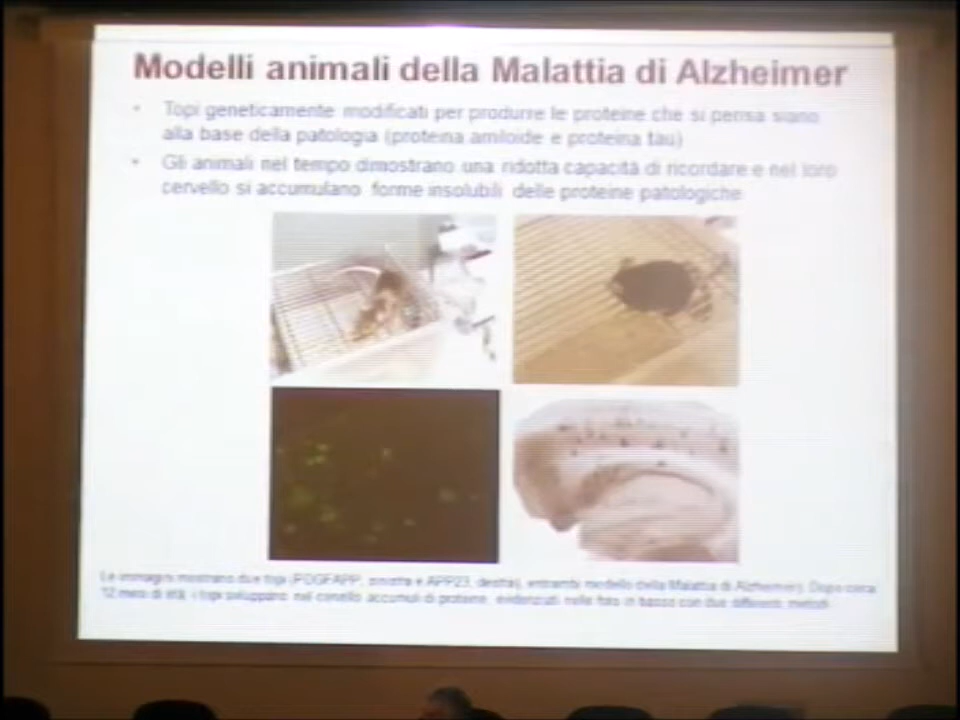 Modelli animali della Malattia di Alzheimer
• Topi geneticamente modificati per produrre le proteine che si pensa siano
alla base della patologia (proteina amiloide e proteina tau)
• Gli animali nel tempo dimostrano una ridotta capacità di ricordare e nel loro
cervello si accumulano forme insolubili delle proteine patologiche
Le immagini mostrano due topi (PDGFAPP, sinistra e APP23, destra), entrambi modello della Malattia di Alzheimer). Dopo circa
12 mesi di età i topi sviluppano nel cervello accumuli di proteine evidenziati nelle foto in basso con due differenti metodi